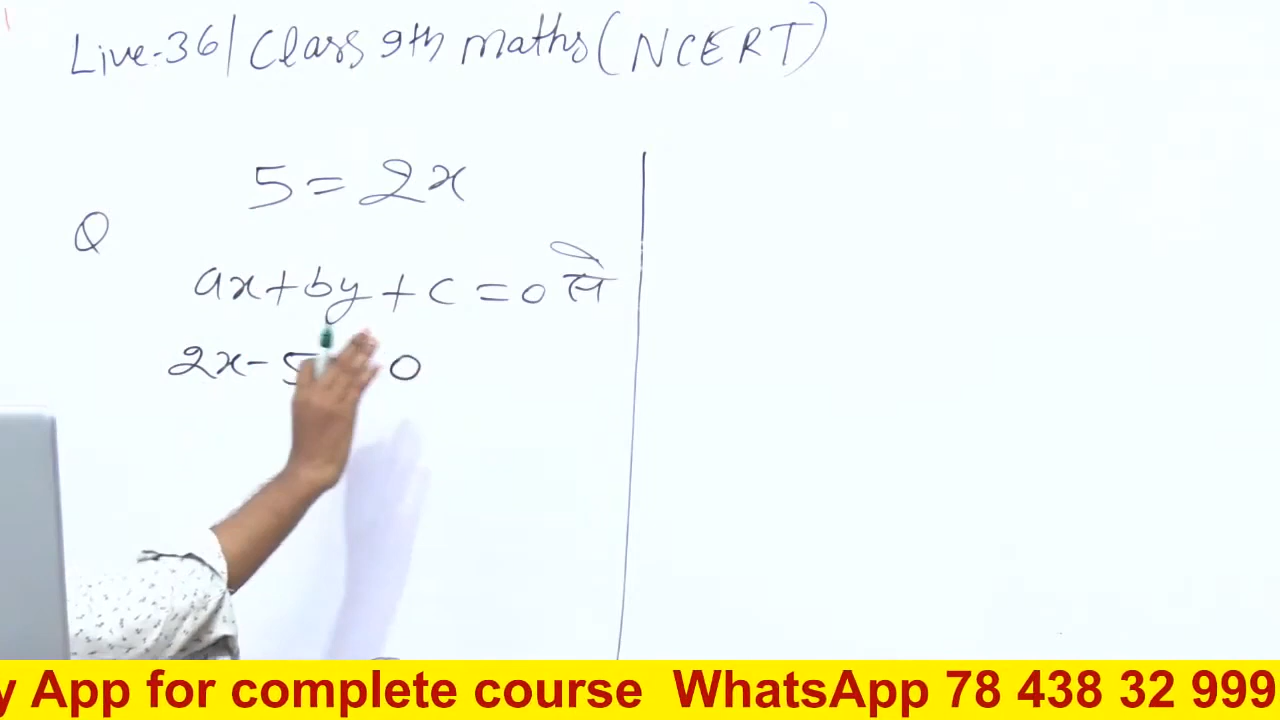 Live-36| Class 9th maths (NCERT)
5 = 2x
Q
ax+by+c=0 से
2x-5 0
y App for complete course WhatsApp 78 438 32 999